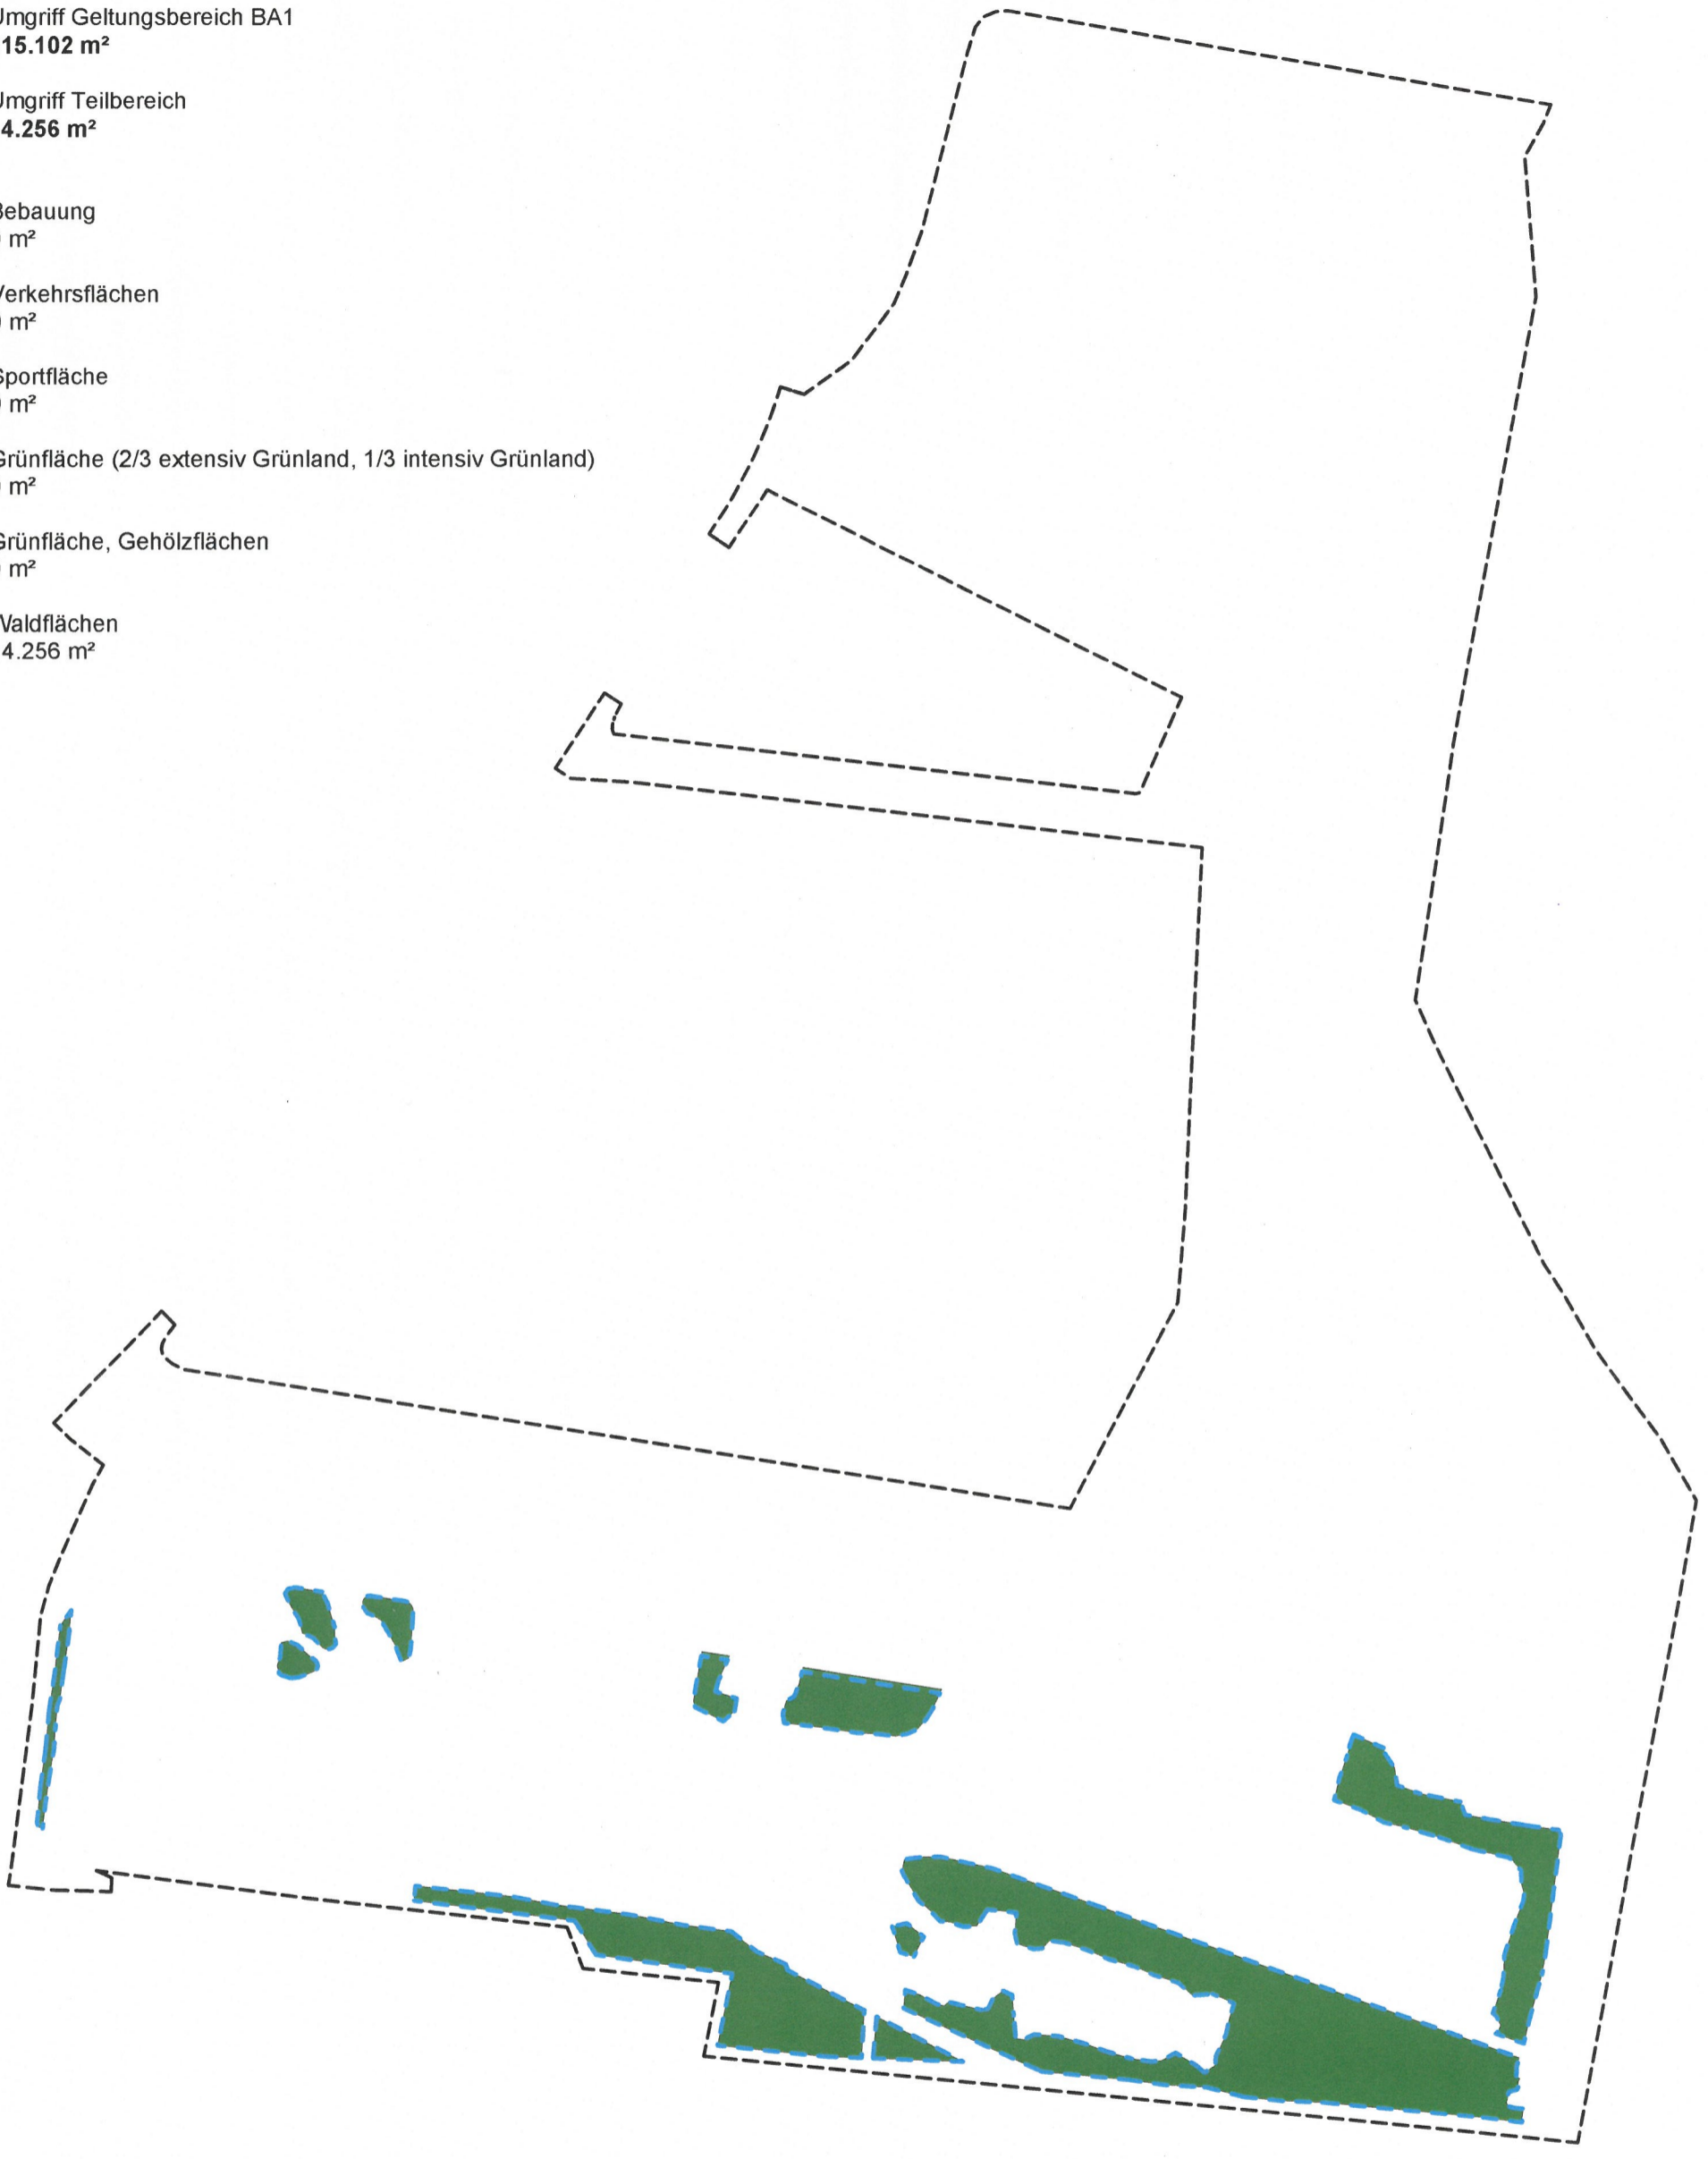 Umgriff Geltungsbereich BA1
15.102 m²
Umgriff Teilbereich
4.256 m²
Bebauung
m²
Verkehrsflächen
m²
Sportfläche
m²
Grünfläche (2/3 extensiv Grünland, 1/3 intensiv Grünland)
m²
Grünfläche, Gehölzflächen
m²
Waldflächen
4.256 m²